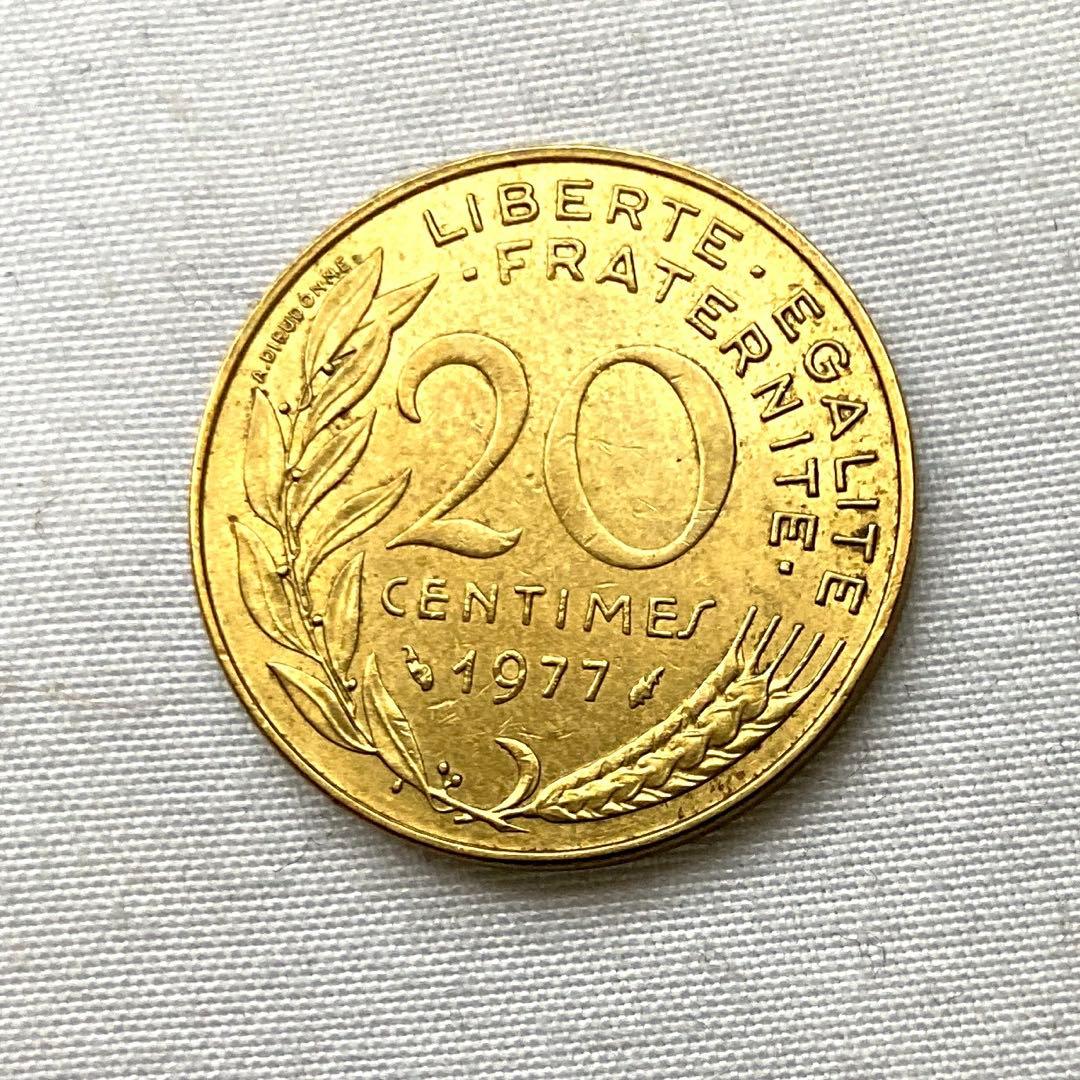 LIBERTE · EGALITE
· FRATERNITE ·
A. DIEUDONNE.
20
CENTIMES
1977